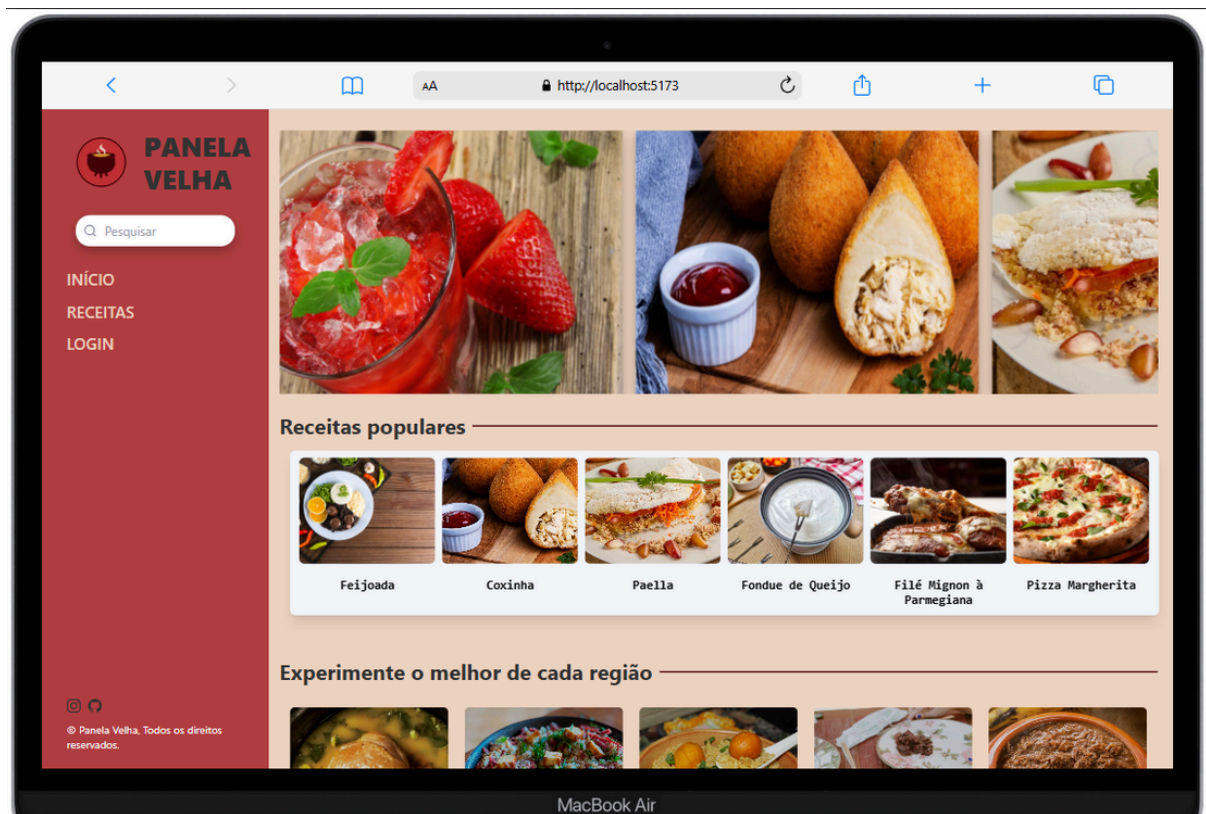 AA
http://localhost:5173
PANELA
VELHA
Pesquisar
INÍCIO
RECEITAS
LOGIN
Receitas populares
Feijoada
Coxinha
Paella
Fondue de Queijo
Filé Mignon à
Parmegiana
Pizza Margherita
Experimente o melhor de cada região
© Panela Velha, Todos os direitos
reservados.
MacBook Air